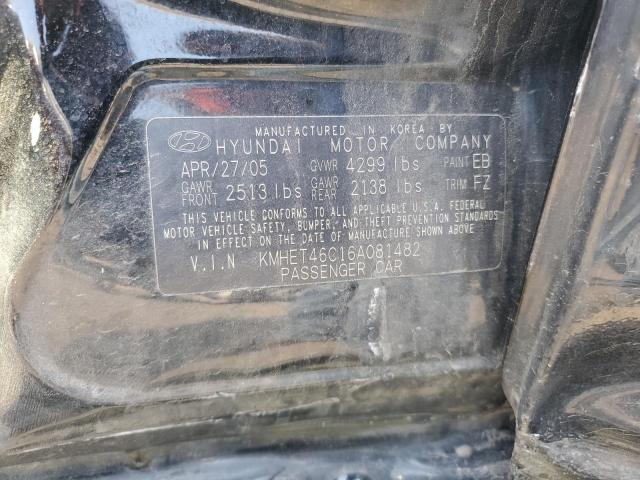 MANUFACTURED IN KOREA BY
HYUNDAI MOTOR COMPANY
APR/27/05 GVWR 4299 lbs PAINT EB
GAWR FRONT 2513 lbs GAWR REAR 2138 lbs TRIM FZ
THIS VEHICLE CONFORMS TO ALL APPLICABLE U.S.A. FEDERAL
MOTOR VEHICLE SAFETY, BUMPER, AND THEFT PREVENTION STANDARDS
IN EFFECT ON THE DATE OF MANUFACTURE SHOWN ABOVE
V.I.N KMHET46C16A081482
PASSENGER CAR